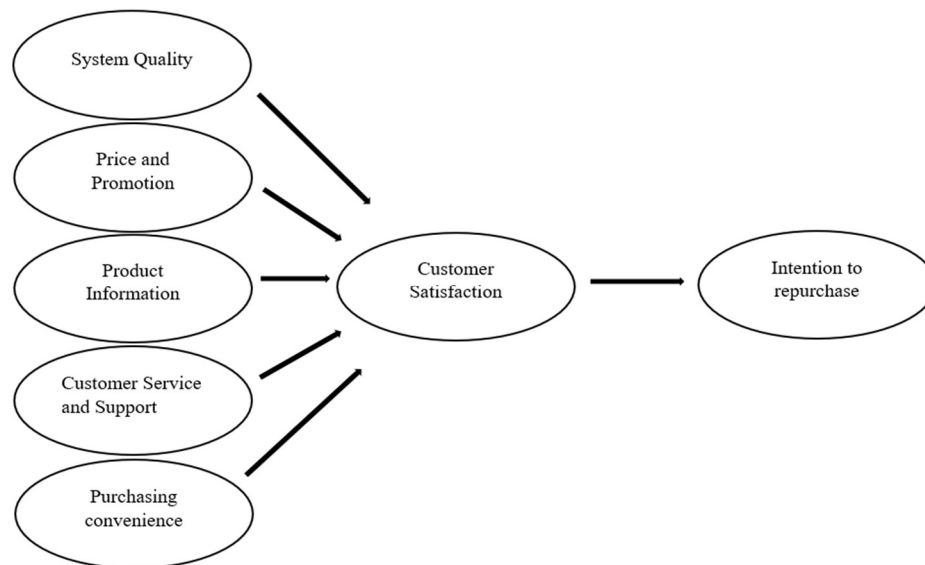 System Quality
Price and
Promotion
Product
Information
Customer Service
and Support
Purchasing
convenience
Customer
Satisfaction
Intention to
repurchase